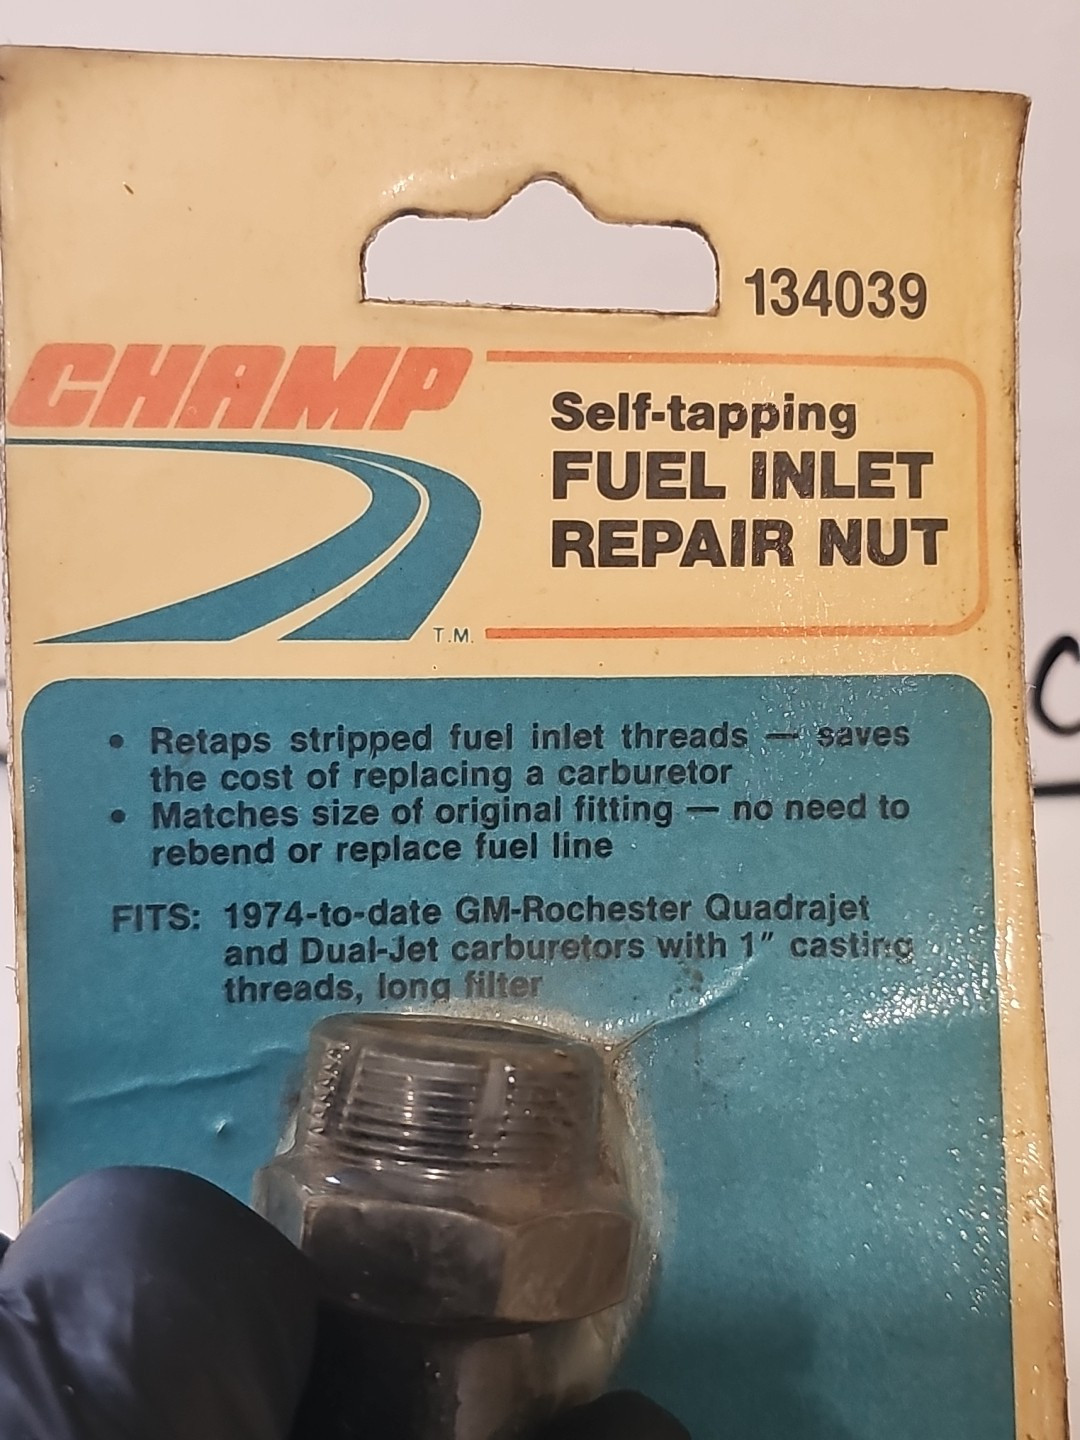 134039
CHAMP
T.M.
Self-tapping
FUEL INLET
REPAIR NUT
• Retaps stripped fuel inlet threads — saves
the cost of replacing a carburetor
• Matches size of original fitting — no need to
rebend or replace fuel line
FITS: 1974-to-date GM-Rochester Quadrajet
and Dual-Jet carburetors with 1" casting
threads, long filter